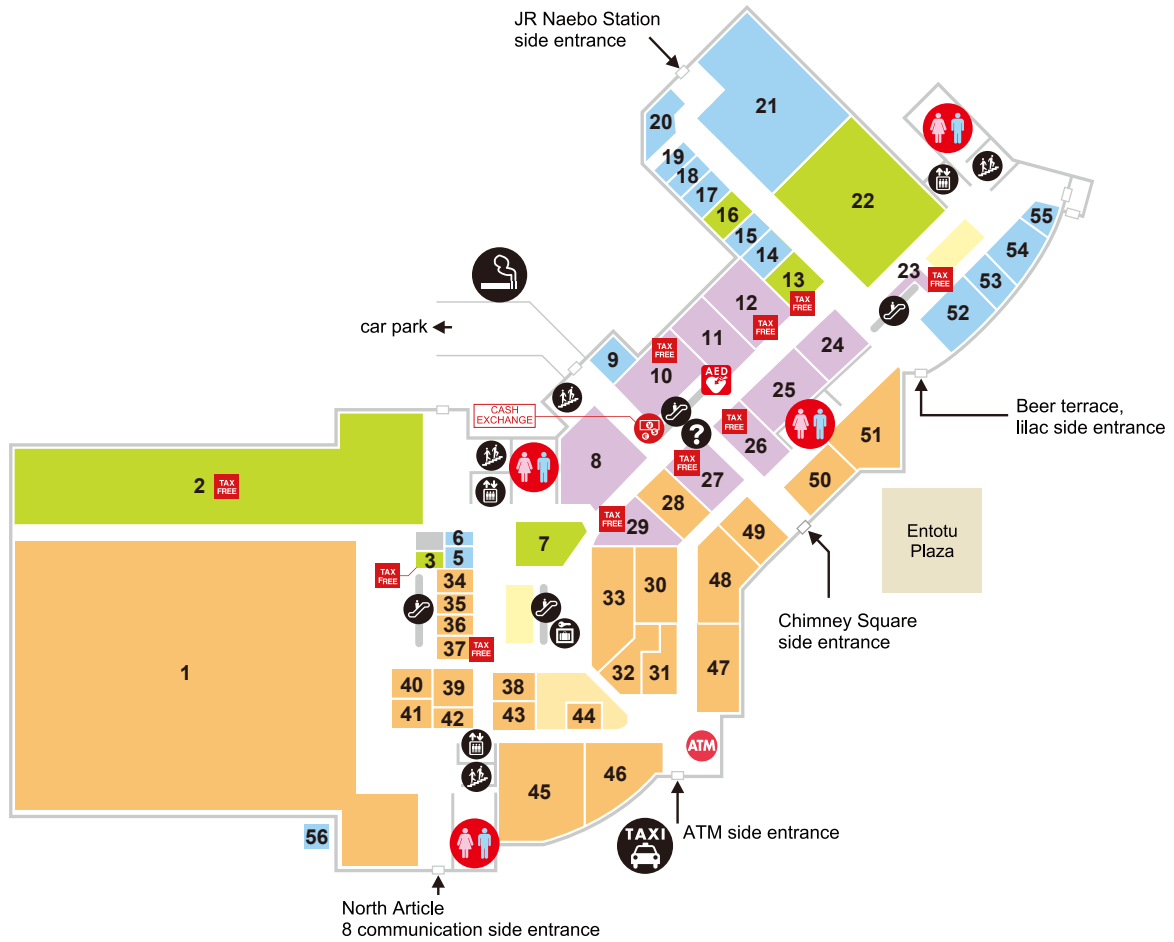 JR Naebo Station
side entrance
21
20
19
18
17
16
22
15
14
13
TAX
FREE
55
54
53
52
23
TAX
FREE
car park
12
TAX
FREE
11
TAX
FREE
10
9
AED
24
25
CASH
EXCHANGE
?
TAX
FREE
26
51
50
Beer terrace,
lilac side entrance
8
TAX
FREE
27
28
TAX
FREE
29
49
Entotu
Plaza
2
TAX
FREE
6
5
3
TAX
FREE
7
34
35
36
37
TAX
FREE
33
30
48
Chimney Square
side entrance
32
31
47
1
40
39
38
41
42
43
44
ATM
45
46
TAXI
ATM side entrance
56
North Article
8 communication side entrance